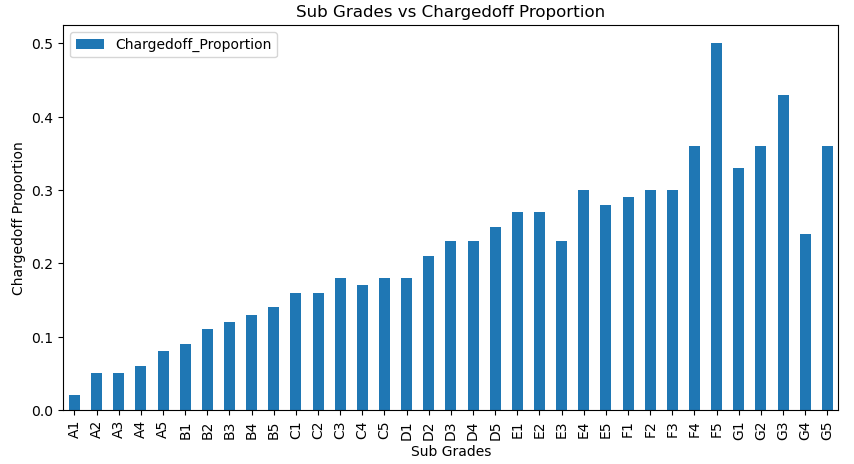 Sub Grades vs Chargedoff Proportion
Chargedoff_Proportion
Chargedoff Proportion
0.5
0.4
0.3
0.2
0.1
0.0
A1 A2 A3 A4 A5 B1 B2 B3 B4 B5 C1 C2 C3 C4 C5 D1 D2 D3 D4 D5 E1 E2 E3 E4 E5 F1 F2 F3 F4 F5 G1 G2 G3 G4 G5
Sub Grades